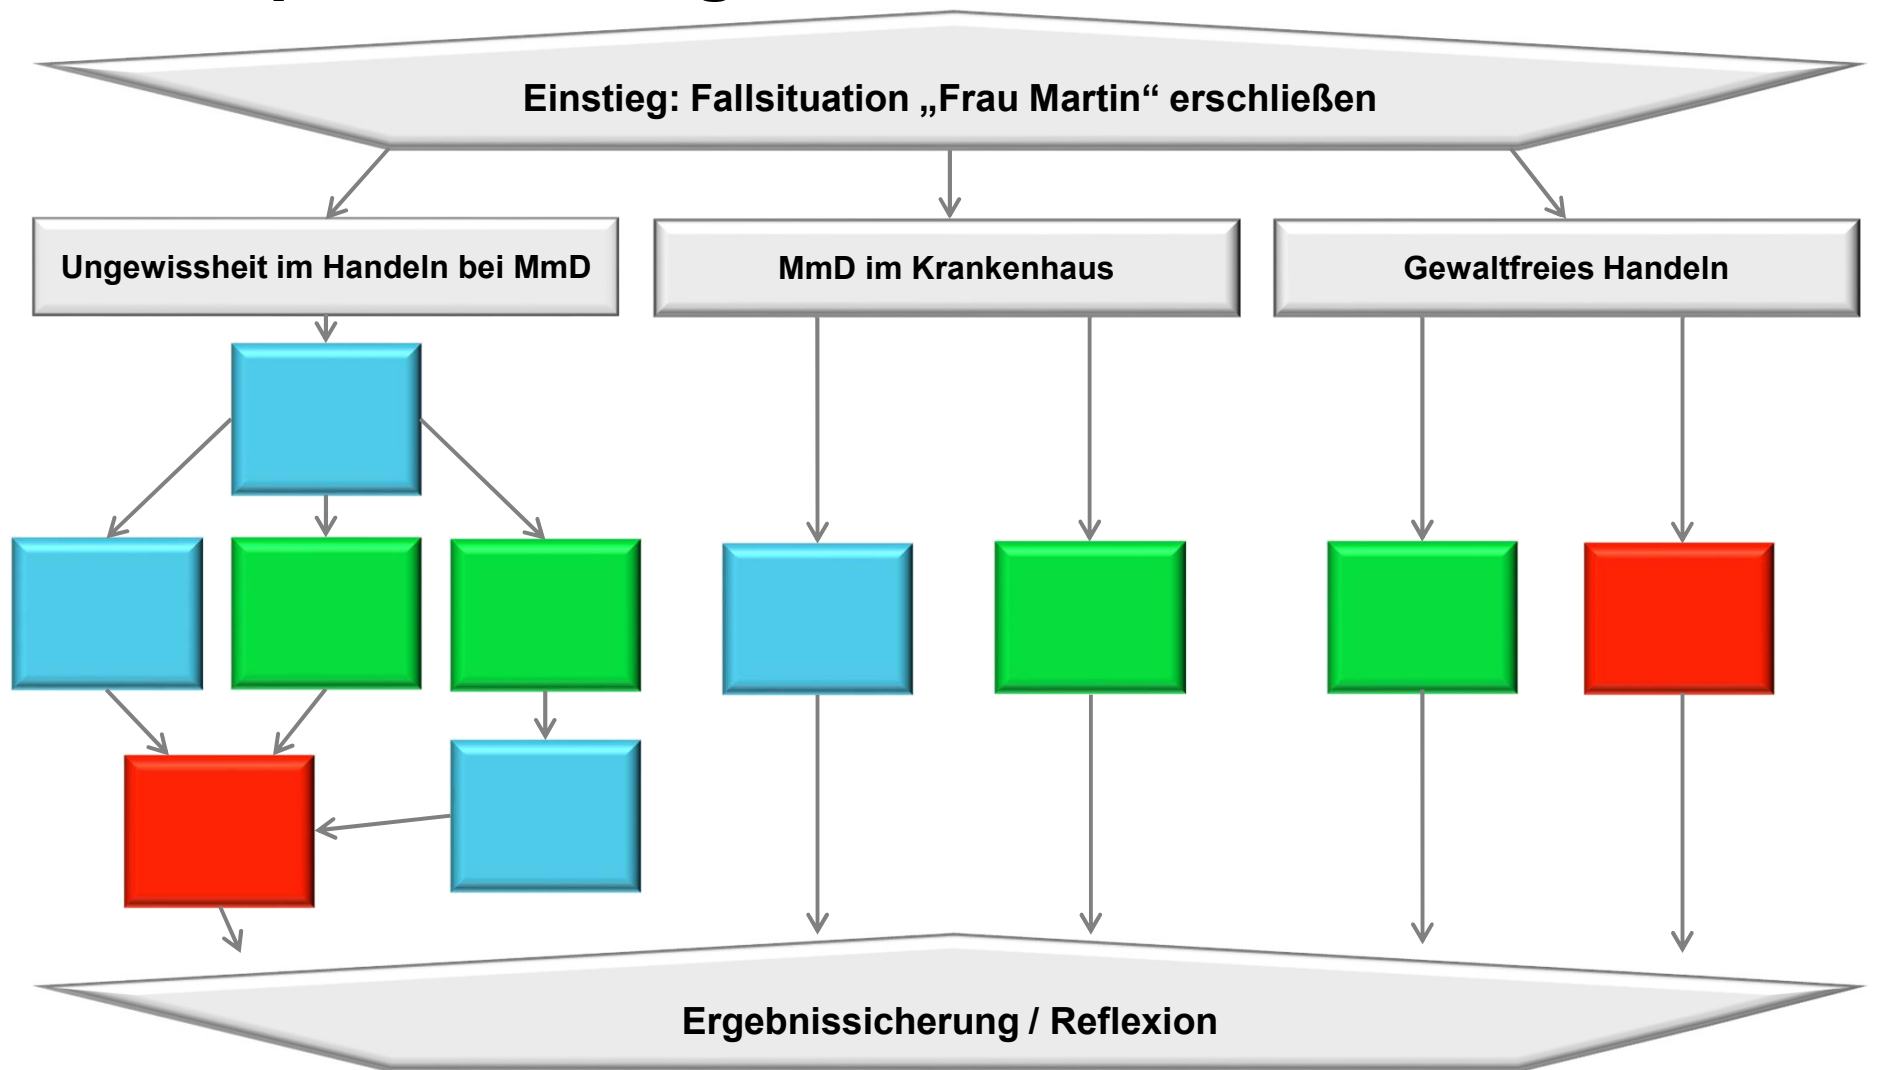 Einstieg: Fallsituation „Frau Martin“ erschließen
Ungewissheit im Handeln bei MmD
MmD im Krankenhaus
Gewaltfreies Handeln
Ergebnissicherung / Reflexion